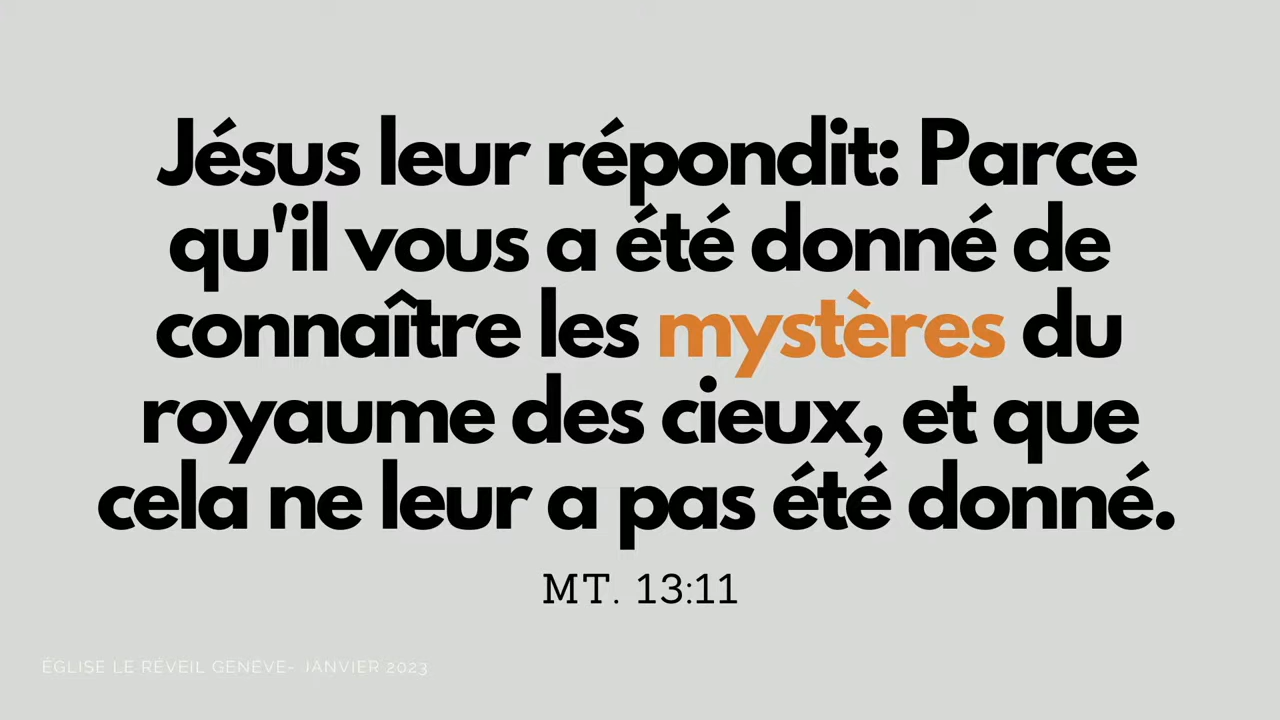 Jésus leur répondit: Parce
qu'il vous a été donné de
connaître les mystères du
royaume des cieux, et que
cela ne leur a pas été donné.
MT. 13:11
ÉGLISE LE RÉVEIL GENÈVE- JANVIER 2023